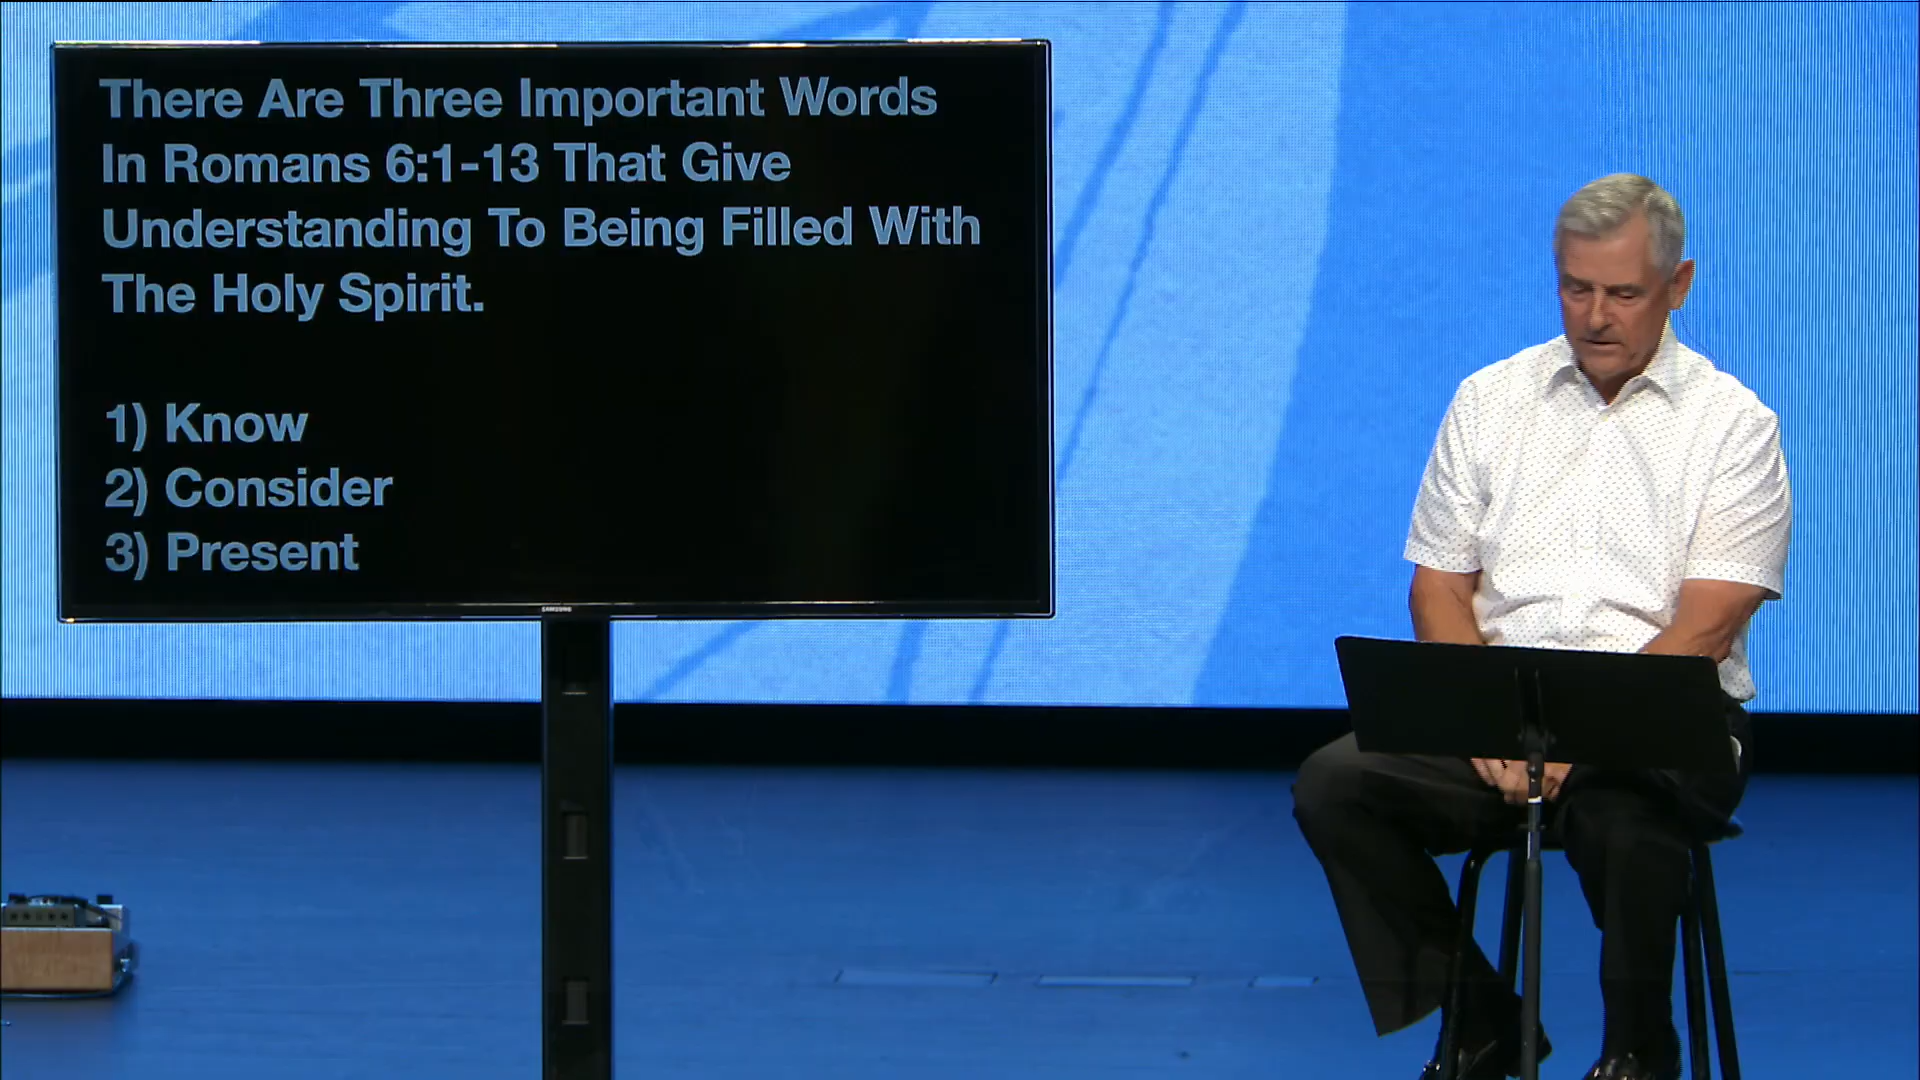 There Are Three Important Words
In Romans 6:1-13 That Give
Understanding To Being Filled With
The Holy Spirit.
1) Know
2) Consider
3) Present
SAMSUNG